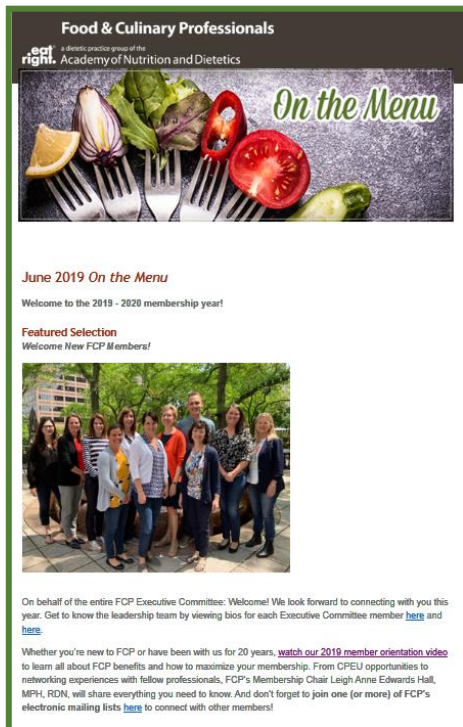 Food & Culinary Professionals
a dietetic practice group of the
eat right. Academy of Nutrition and Dietetics
On the Menu
June 2019 On the Menu
Welcome to the 2019 - 2020 membership year!
Featured Selection
Welcome New FCP Members!
On behalf of the entire FCP Executive Committee: Welcome! We look forward to connecting with you this
year. Get to know the leadership team by viewing bios for each Executive Committee member here and
here.
Whether you're new to FCP or have been with us for 20 years, watch our 2019 member orientation video
to learn all about FCP benefits and how to maximize your membership. From CPEU opportunities to
networking experiences with fellow professionals, FCP's Membership Chair Leigh Anne Edwards Hall,
MPH, RDN, will share everything you need to know. And don't forget to join one (or more) of FCP's
electronic mailing lists here to connect with other members!